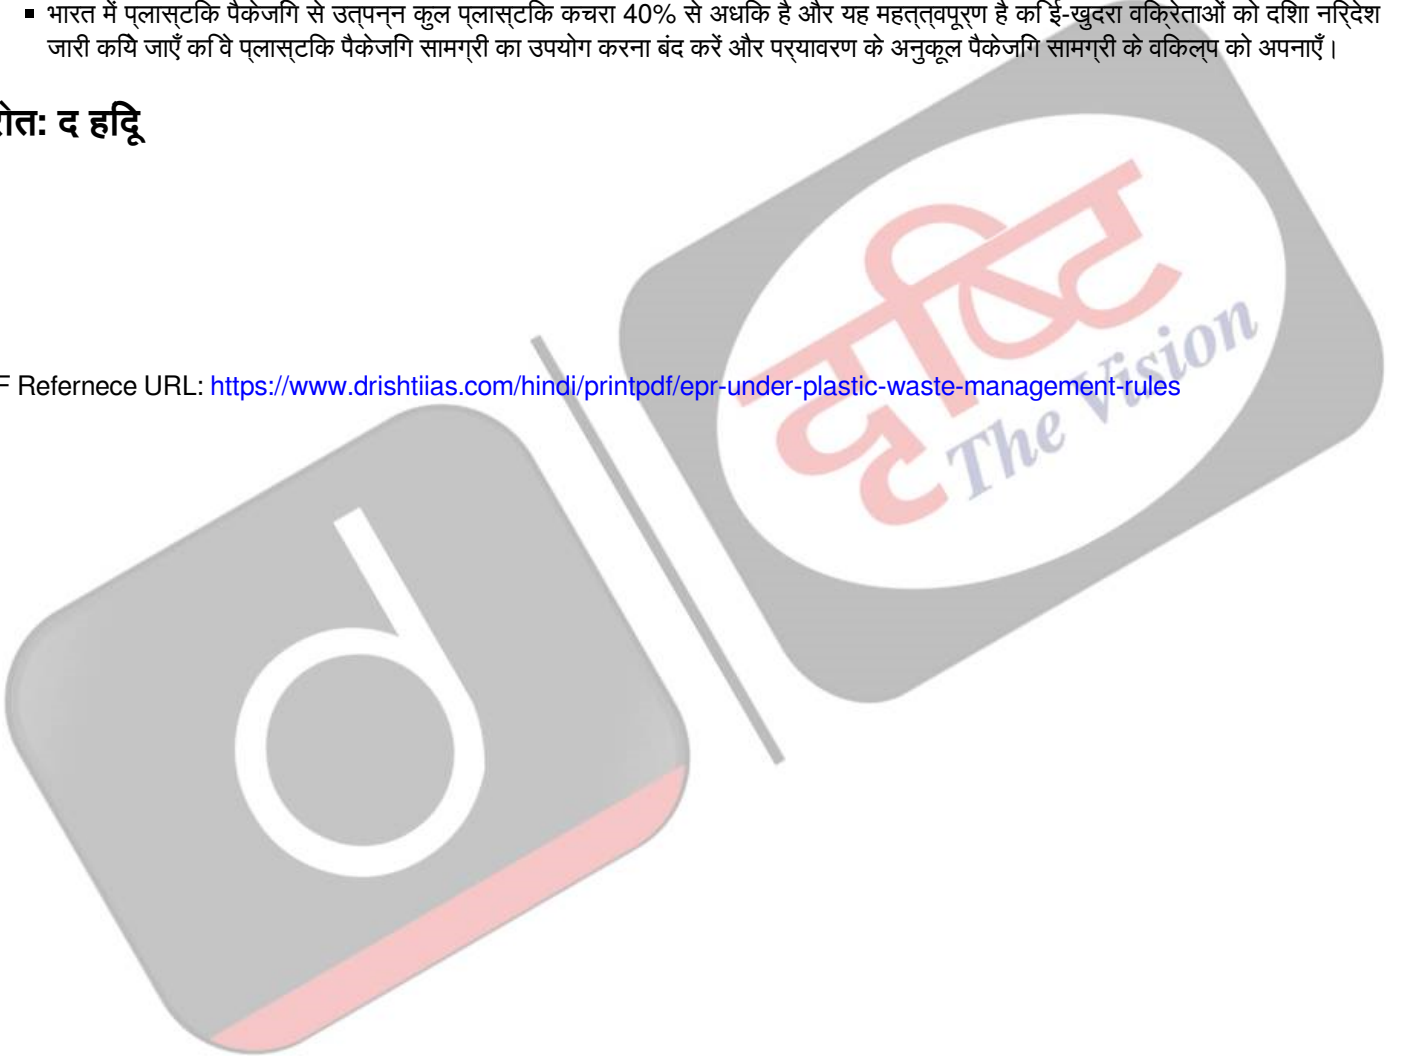 ▪ भारत में प्लास्टिक पैकेजिंग से उत्पन्न कुल प्लास्टिक कचरा 40% से अधिक है और यह महत्त्वपूर्ण है कि ई-खुदरा विक्रेताओं को दिशा निर्देश
जारी किये जाएँ कि वे प्लास्टिक पैकेजिंग सामग्री का उपयोग करना बंद करें और पर्यावरण के अनुकूल पैकेजिंग सामग्री के विकल्प को अपनाएँ।
रोत: द हिंदू
दृष्टि
The Vision
F Refernece URL: https://www.drishtiias.com/hindi/printpdf/epr-under-plastic-waste-management-rules
d